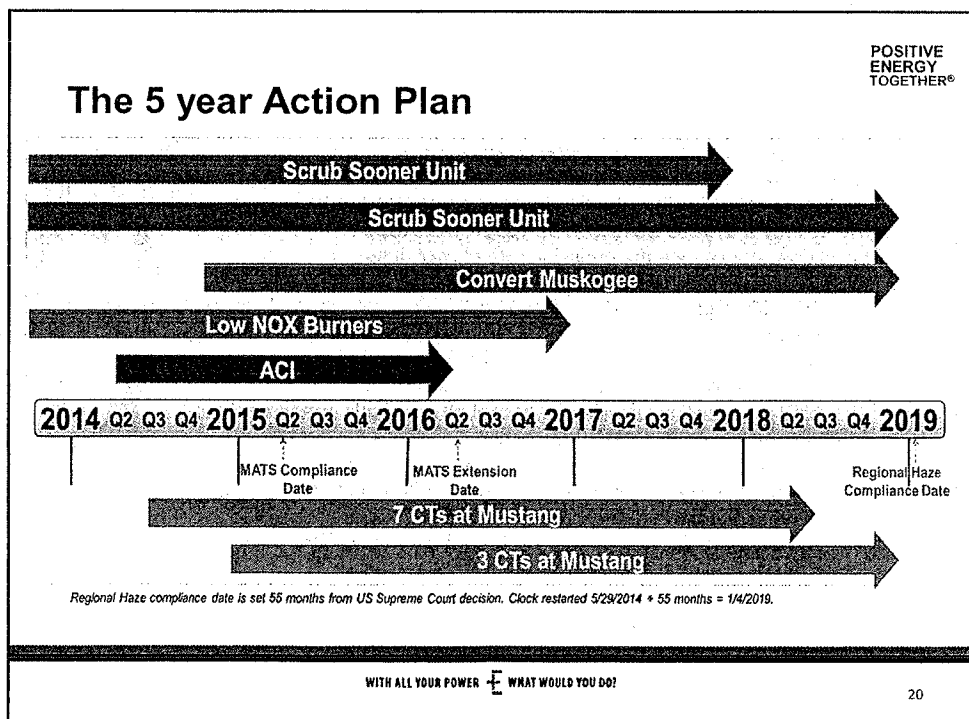 POSITIVE
ENERGY
TOGETHER®
The 5 year Action Plan
Scrub Sooner Unit
Scrub Sooner Unit
Convert Muskogee
Low NOX Burners
ACI
2014 Q2 Q3 Q4 2015 Q2 Q3 Q4 2016 Q2 Q3 Q4 2017 Q2 Q3 Q4 2018 Q2 Q3 Q4 2019
MATS Compliance
Date
MATS Extension
Date
Regional Haze
Compliance Date
7 CTs at Mustang
3 CTs at Mustang
Regional Haze compliance date is set 55 months from US Supreme Court decision. Clock restarted 5/29/2014 + 55 months = 1/4/2019.
WITH ALL YOUR POWER WHAT WOULD YOU DO?
20